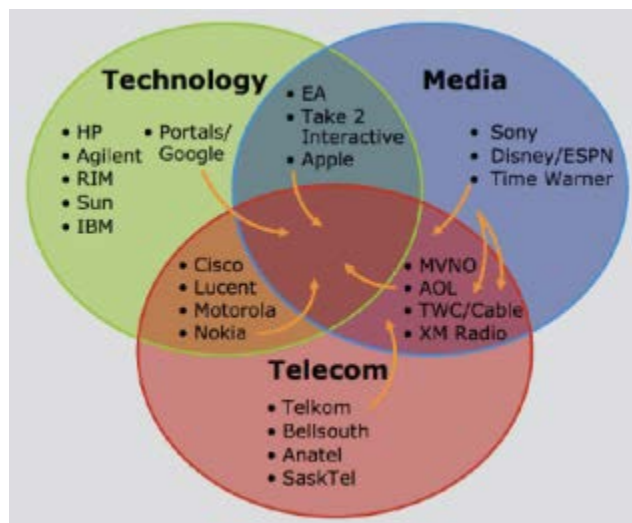 Technology
Media
• HP
• Agilent
• RIM
• Sun
• IBM
• Portals/
Google
• EA
• Take 2
Interactive
• Apple
• Sony
• Disney/ESPN
• Time Warner
• Cisco
• Lucent
• Motorola
• Nokia
• MVNO
• AOL
• TWC/Cable
• XM Radio
Telecom
• Telkom
• Bellsouth
• Anatel
• SaskTel